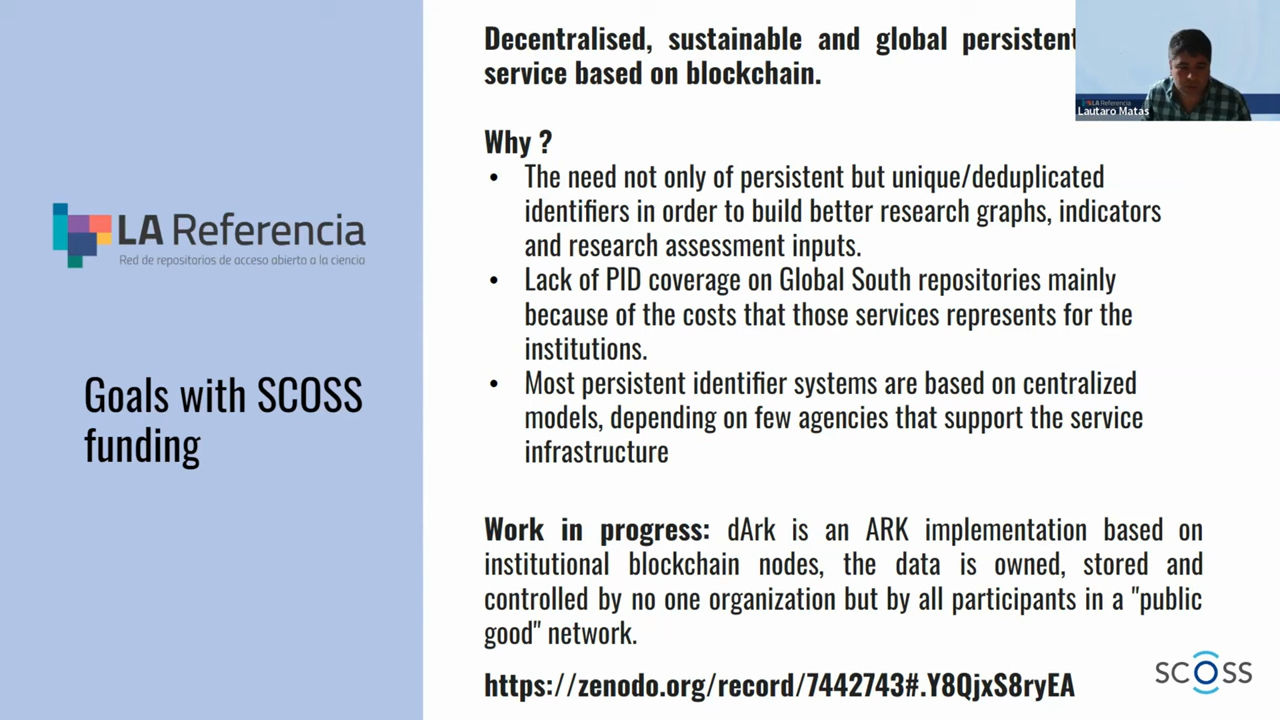 Decentralised, sustainable and global persistent
service based on blockchain.
LA Referencia
Lautaro Matas
Why ?
• The need not only of persistent but unique/deduplicated
identifiers in order to build better research graphs, indicators
and research assessment inputs.
• Lack of PID coverage on Global South repositories mainly
because of the costs that those services represents for the
institutions.
• Most persistent identifier systems are based on centralized
models, depending on few agencies that support the service
infrastructure
LA Referencia
Red de repositorios de acceso abierto a la ciencia
Goals with SCOSS
funding
Work in progress: dArk is an ARK implementation based on
institutional blockchain nodes, the data is owned, stored and
controlled by no one organization but by all participants in a "public
good" network.
https://zenodo.org/record/7442743#.Y8QjxS8ryEA
SCOSS